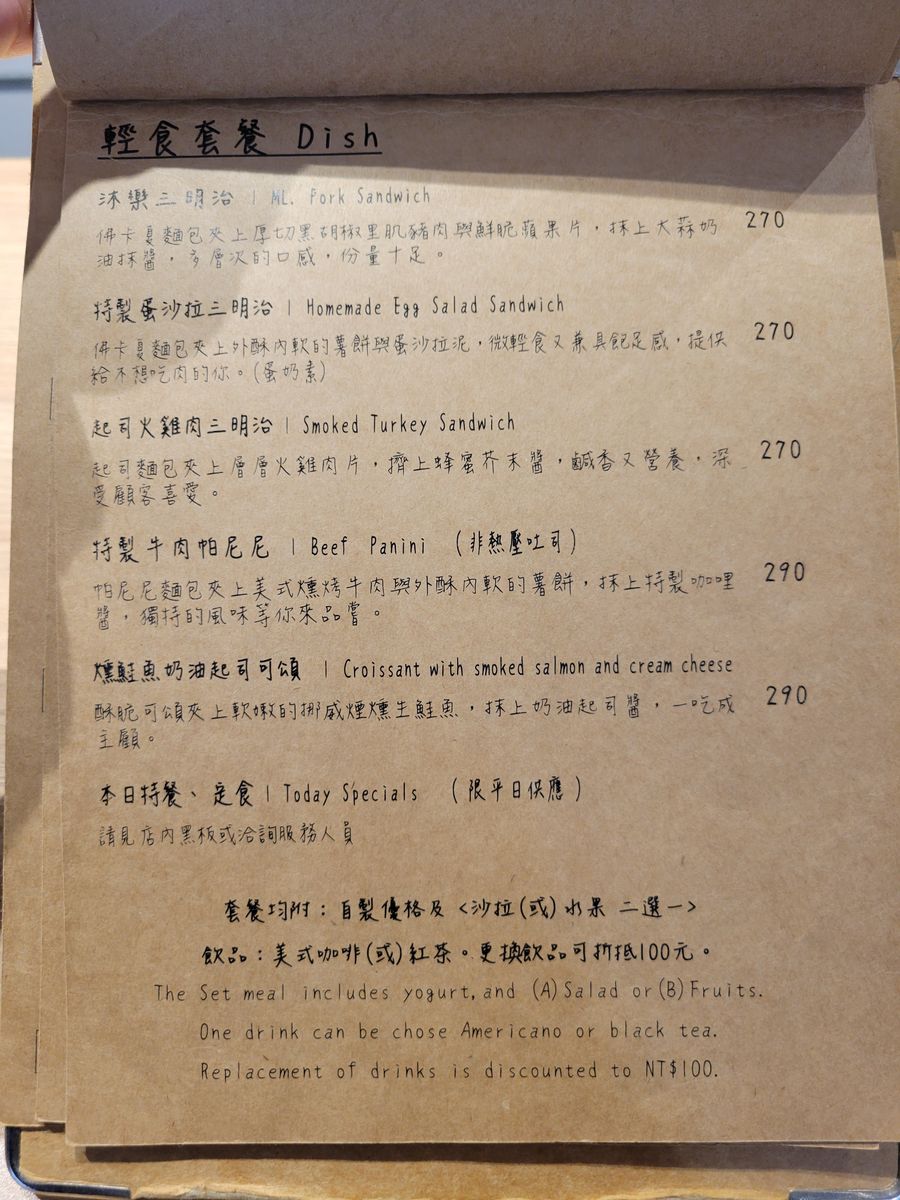 輕食套餐 Dish
沐樂三明治 | ML. Pork Sandwich
佛卡夏麵包夾上厚切黑胡椒里肌豬肉與鮮脆蘋果片，抹上大蒜奶 270
油抹醬，多層次的口感，份量十足。
特製蛋沙拉三明治 | Homemade Egg Salad Sandwich
佛卡夏麵包夾上外酥內軟的薯餅與蛋沙拉泥，微輕食又兼具飽足感，提供 270
給不想吃肉的你。(蛋奶素)
起司火雞肉三明治 | Smoked Turkey Sandwich
起司麵包夾上層層火雞肉片，擠上蜂蜜芥末醬，鹹香又營養，深 270
受顧客喜愛。
特製牛肉帕尼尼 | Beef Panini (非熱壓吐司)
帕尼尼麵包夾上美式燻烤牛肉與外酥內軟的薯餅，抹上特製咖哩 290
醬，獨特的風味等你來品嘗。
燻鮭魚奶油起司可頌 | Croissant with smoked salmon and cream cheese
酥脆可頌夾上軟嫩的挪威煙燻生鮭魚，抹上奶油起司醬，一吃成 290
主顧。
本日特餐、定食 | Today Specials (限平日供應)
請見店內黑板或洽詢服務人員
套餐均附：自製優格及 <沙拉(或)水果 二選一>
飲品：美式咖啡(或)紅茶。更換飲品可折抵100元。
The Set meal includes yogurt, and (A)Salad or(B)Fruits.
One drink can be chose Americano or black tea.
Replacement of drinks is discounted to NT$100.